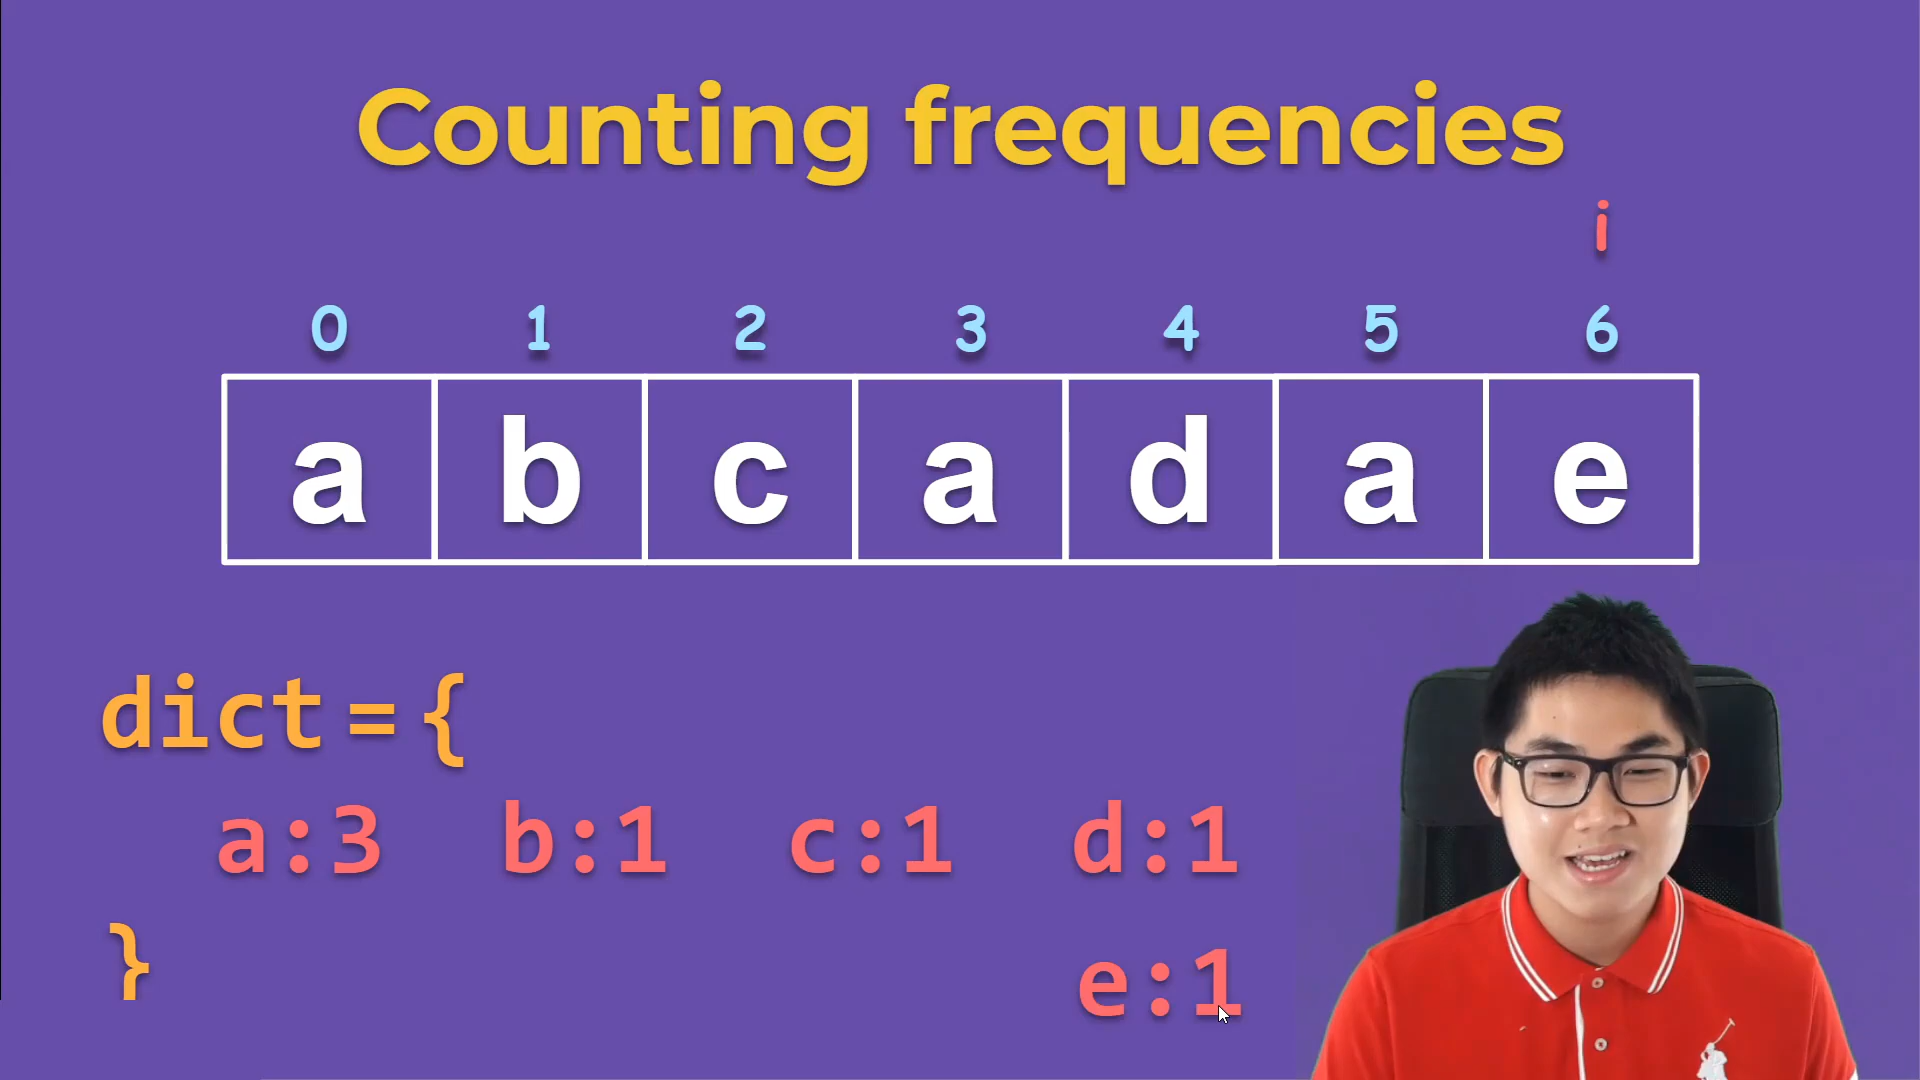 Counting frequencies
i
0 1 2 3 4 5 6
a b c a d a e
dict = {
a:3 b:1 c:1 d:1
e:1
}